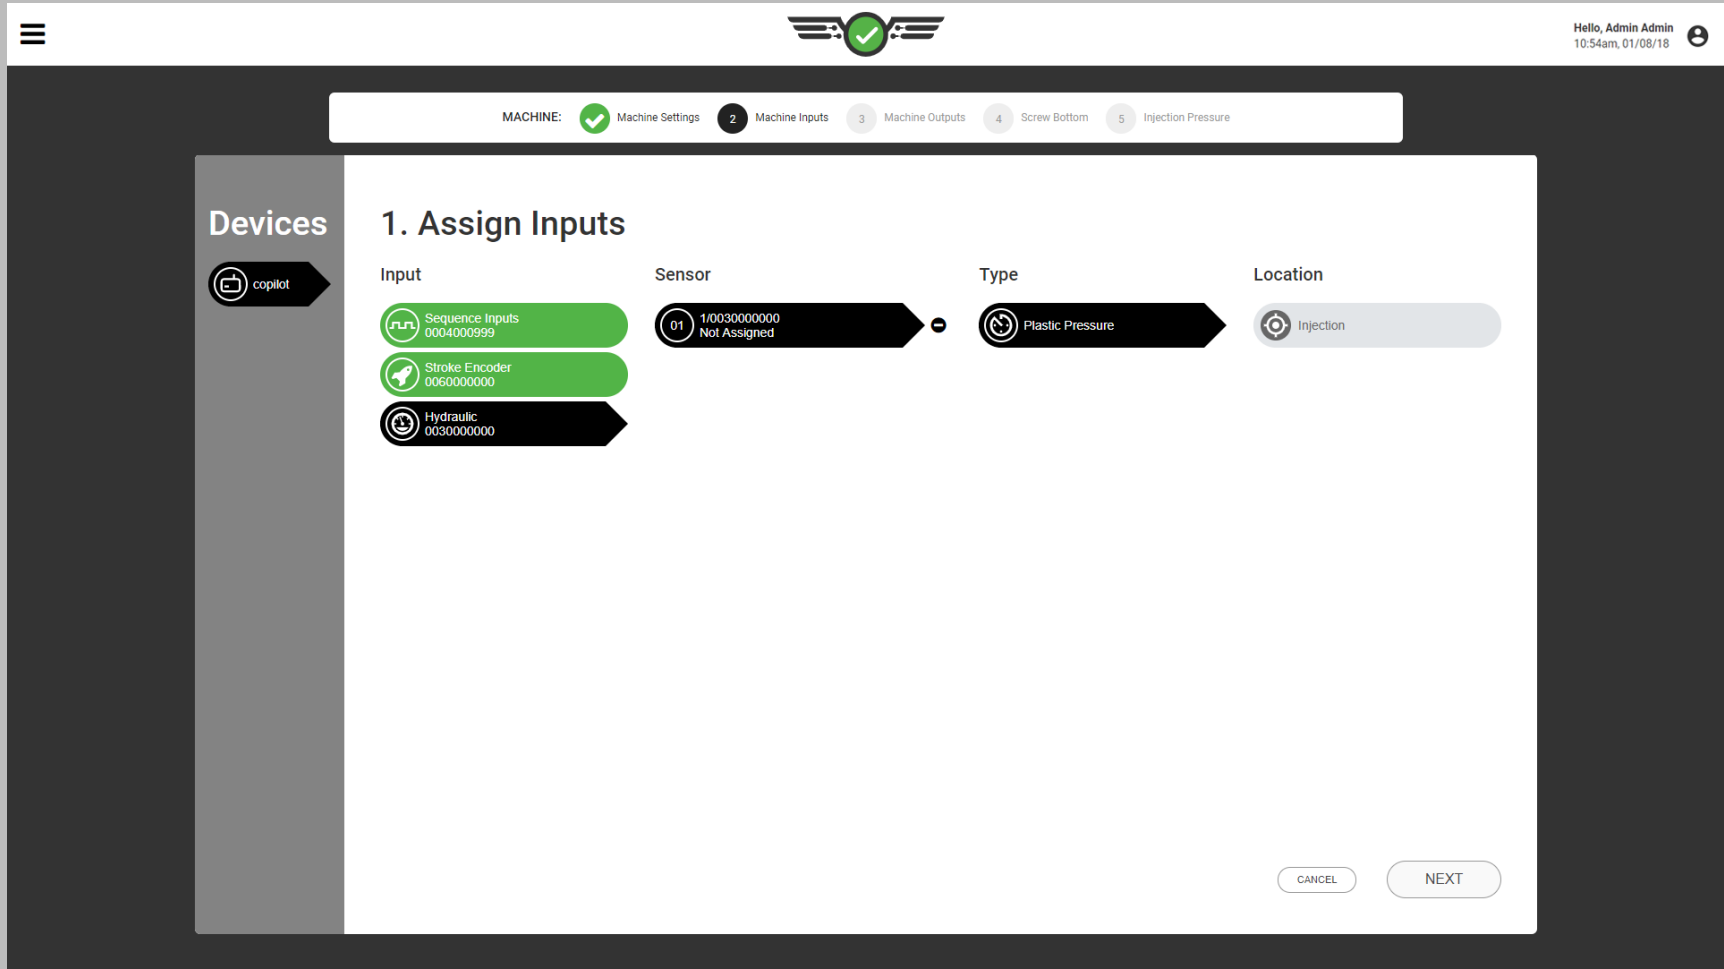 Hello, Admin Admin
10:54am, 01/08/18
MACHINE:
Machine Settings
2
Machine Inputs
3
Machine Outputs
4
Screw Bottom
5
Injection Pressure
Devices
copilot
1. Assign Inputs
Input
Sensor
Type
Location
Sequence Inputs
0004000999
Stroke Encoder
0060000000
Hydraulic
0030000000
01
1/0030000000
Not Assigned
Plastic Pressure
Injection
CANCEL
NEXT